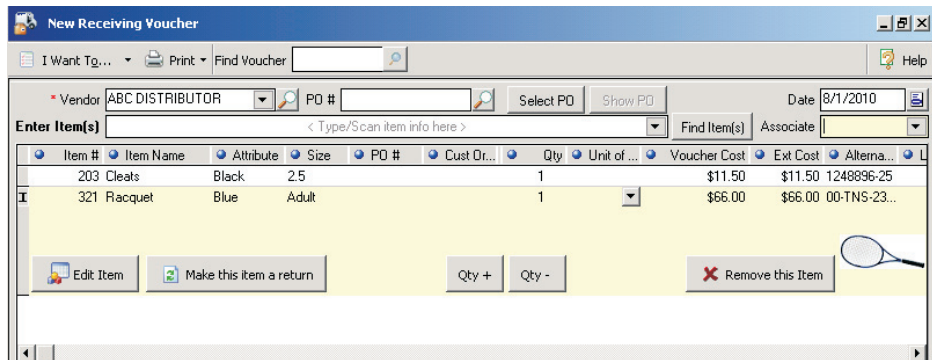 New Receiving Voucher
I Want To... Print Find Voucher Help
* Vendor ABC DISTRIBUTOR PO # Select PO Show PO Date 8/1/2010
Enter Item(s) < Type/Scan item info here > Find Item(s) Associate
Item # Item Name Attribute Size PO # Cust Or... Qty Unit of ... Voucher Cost Ext Cost Alterna... L
203 Cleats Black 2.5 1 $11.50 $11.50 1248896-25
321 Racquet Blue Adult 1 $66.00 $66.00 00-TNS-23...
Edit Item Make this item a return Qty + Qty - Remove this Item